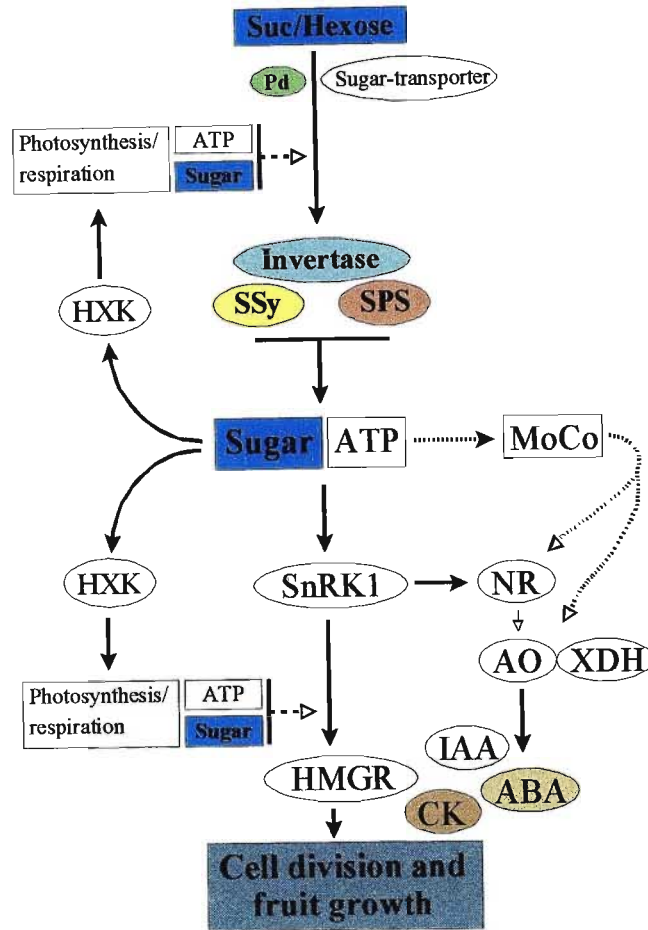 Suc/Hexose
Pd
Sugar-transporter
Photosynthesis/
respiration
ATP
Sugar
Invertase
SSy
SPS
HXK
Sugar
ATP
MoCo
HXK
SnRK1
NR
AO
XDH
Photosynthesis/
respiration
ATP
Sugar
IAA
HMGR
ABA
CK
Cell division and
fruit growth